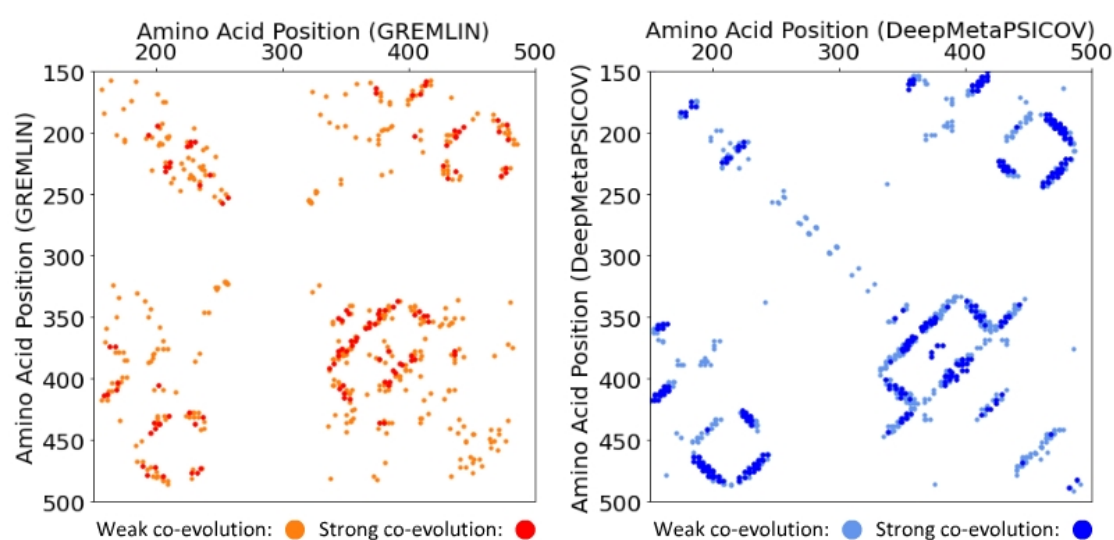 Amino Acid Position (GREMLIN)
200 300 400 500
150
200
250
300
350
400
450
500
Amino Acid Position (GREMLIN)
Weak co-evolution: Strong co-evolution:
Amino Acid Position (DeepMetaPSICOV)
200 300 400 500
150
200
250
300
350
400
450
500
Amino Acid Position (DeepMetaPSICOV)
Weak co-evolution: Strong co-evolution: